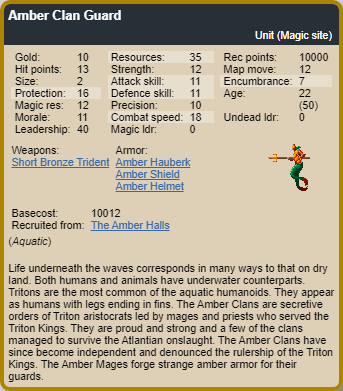 Amber Clan Guard
Unit (Magic site)
Gold: 10 Resources: 35 Rec points: 10000
Hit points: 13 Strength: 12 Map move: 12
Size: 2 Attack skill: 11 Encumbrance: 7
Protection: 16 Defence skill: 11 Age: 22
Magic res: 12 Precision: 10 (50)
Morale: 11 Combat speed: 18 Undead ldr: 0
Leadership: 40 Magic ldr: 0
Weapons: Armor:
Short Bronze Trident Amber Hauberk
Amber Shield
Amber Helmet
Basecost: 10012
Recruited from: The Amber Halls
(Aquatic)
Life underneath the waves corresponds in many ways to that on dry
land. Both humans and animals have underwater counterparts.
Tritons are the most common of the aquatic humanoids. They appear
as humans with legs ending in fins. The Amber Clans are secretive
orders of Triton aristocrats led by mages and priests who served the
Triton Kings. They are proud and strong and a few of the clans
managed to survive the Atlantian onslaught. The Amber Clans have
since become independent and denounced the rulership of the Triton
Kings. The Amber Mages forge strange amber armor for their
guards.